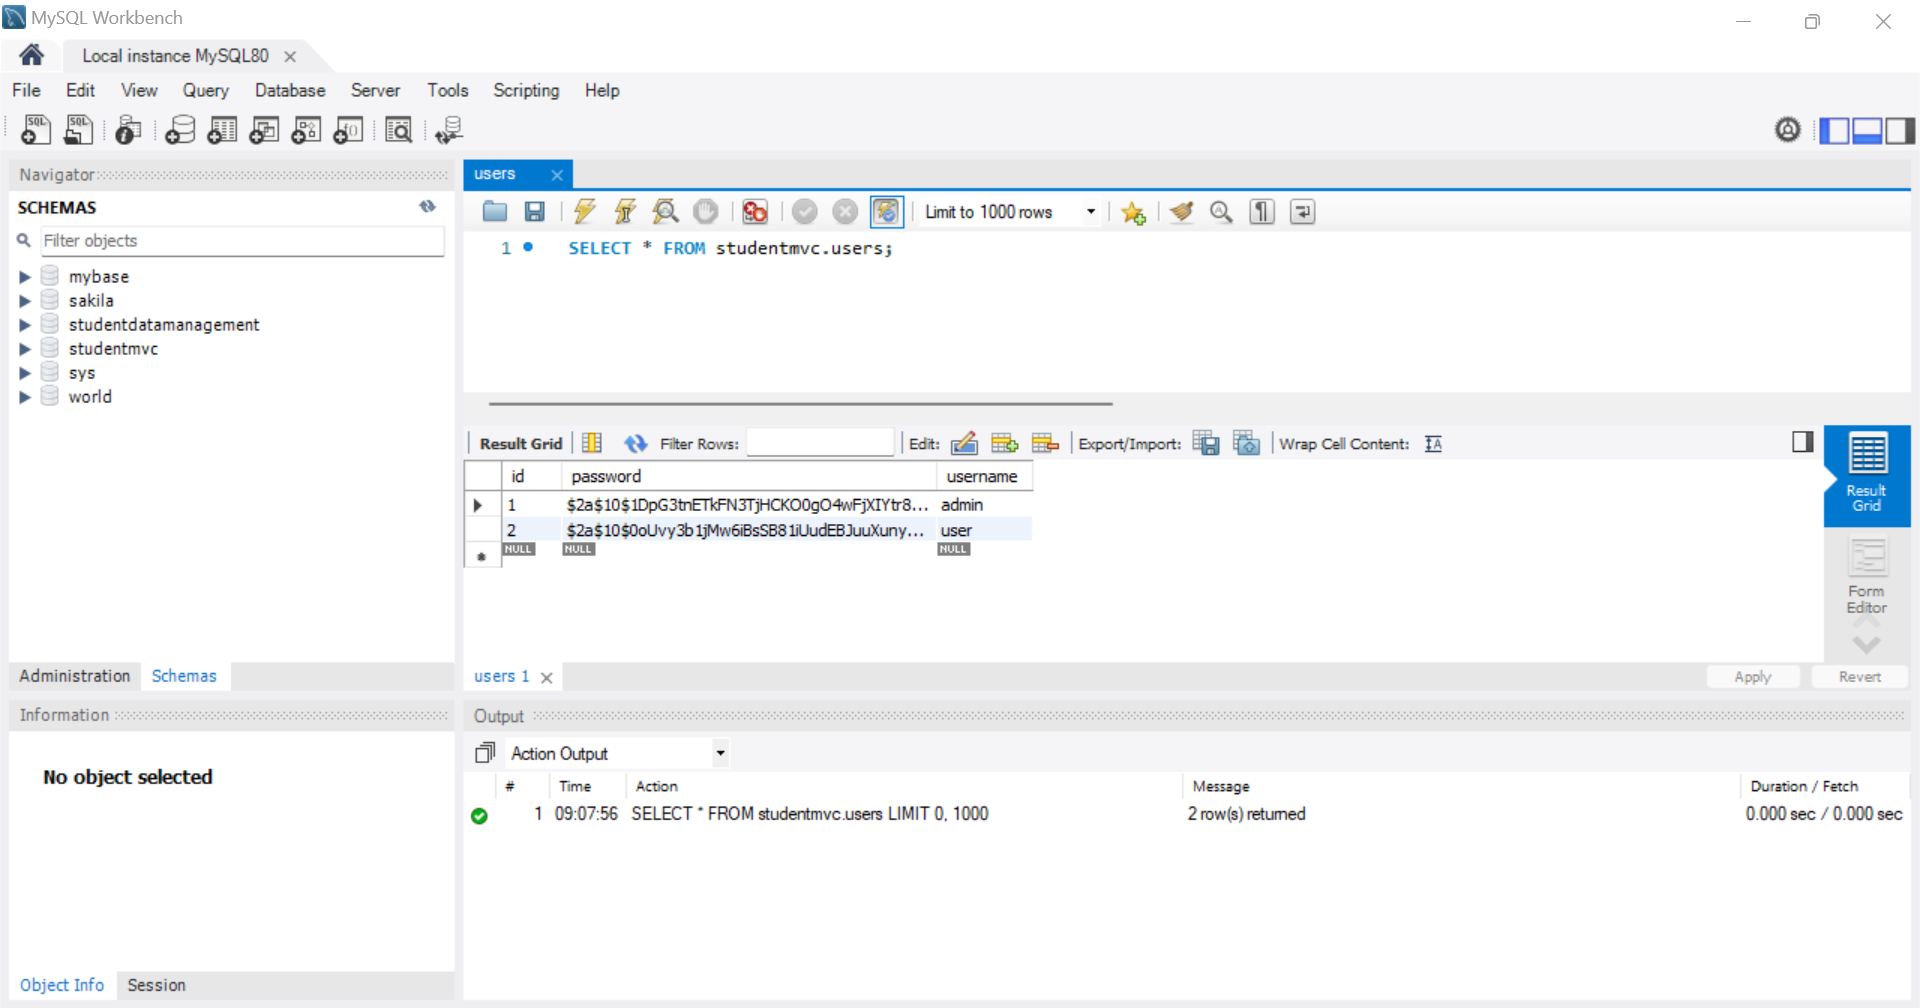 MySQL Workbench
Local instance MySQL80
File Edit View Query Database Server Tools Scripting Help
Navigator
SCHEMAS
Filter objects
mybase
sakila
studentdatamanagement
studentmvc
sys
world
Administration Schemas
Information
No object selected
Object Info Session
users
Limit to 1000 rows
1 SELECT * FROM studentmvc.users;
Result Grid Filter Rows: Edit: Export/Import: Wrap Cell Content:
id password username
1 $2a$10$1DpG3tnETkFN3TjHCKO0gO4wFjXIYtr8... admin
2 $2a$10$0oUvy3b1jMw6iBsSB81iUudEBJuuXuny... user
NULL NULL NULL
Result Grid
Form Editor
users 1
Apply Revert
Output
Action Output
# Time Action Message Duration / Fetch
1 09:07:56 SELECT * FROM studentmvc.users LIMIT 0, 1000 2 row(s) returned 0.000 sec / 0.000 sec